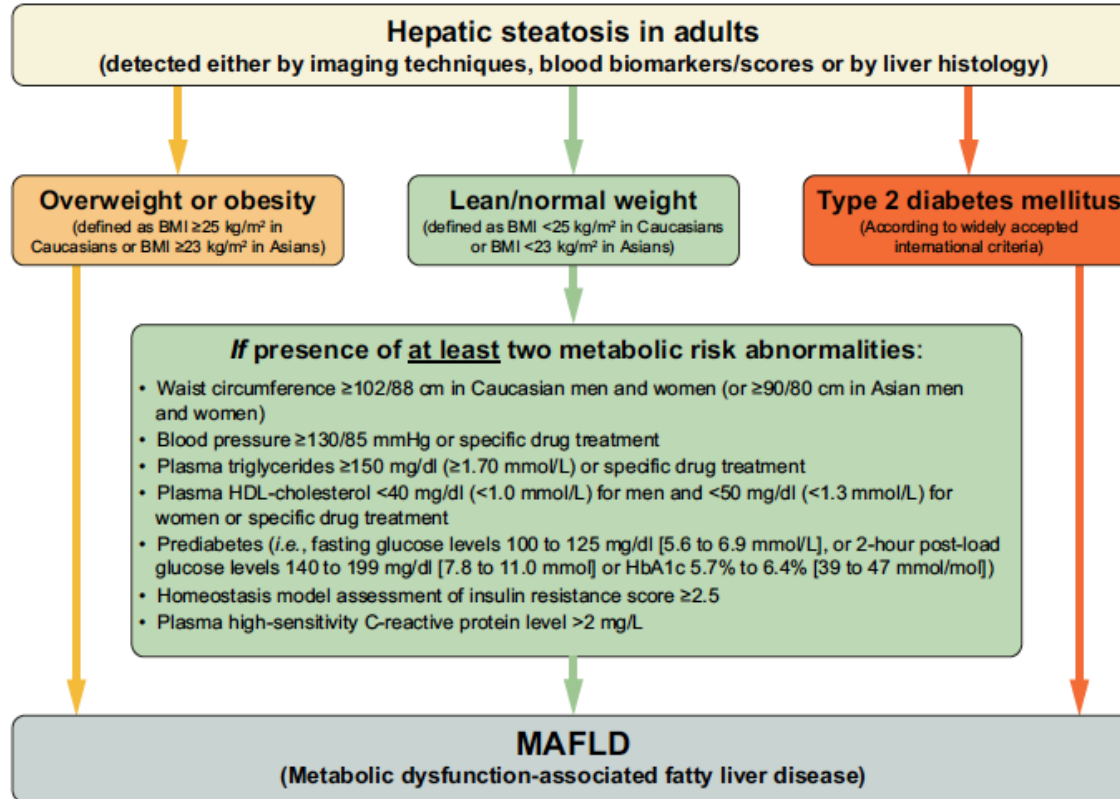 Hepatic steatosis in adults
(detected either by imaging techniques, blood biomarkers/scores or by liver histology)
Overweight or obesity
(defined as BMI ≥25 kg/m² in
Caucasians or BMI ≥23 kg/m² in Asians)
Lean/normal weight
(defined as BMI <25 kg/m² in Caucasians
or BMI <23 kg/m² in Asians)
Type 2 diabetes mellitus
(According to widely accepted
international criteria)
If presence of at least two metabolic risk abnormalities:
• Waist circumference ≥102/88 cm in Caucasian men and women (or ≥90/80 cm in Asian men
and women)
• Blood pressure ≥130/85 mmHg or specific drug treatment
• Plasma triglycerides ≥150 mg/dl (≥1.70 mmol/L) or specific drug treatment
• Plasma HDL-cholesterol <40 mg/dl (<1.0 mmol/L) for men and <50 mg/dl (<1.3 mmol/L) for
women or specific drug treatment
• Prediabetes (i.e., fasting glucose levels 100 to 125 mg/dl [5.6 to 6.9 mmol/L], or 2-hour post-load
glucose levels 140 to 199 mg/dl [7.8 to 11.0 mmol] or HbA1c 5.7% to 6.4% [39 to 47 mmol/mol])
• Homeostasis model assessment of insulin resistance score ≥2.5
• Plasma high-sensitivity C-reactive protein level >2 mg/L
MAFLD
(Metabolic dysfunction-associated fatty liver disease)